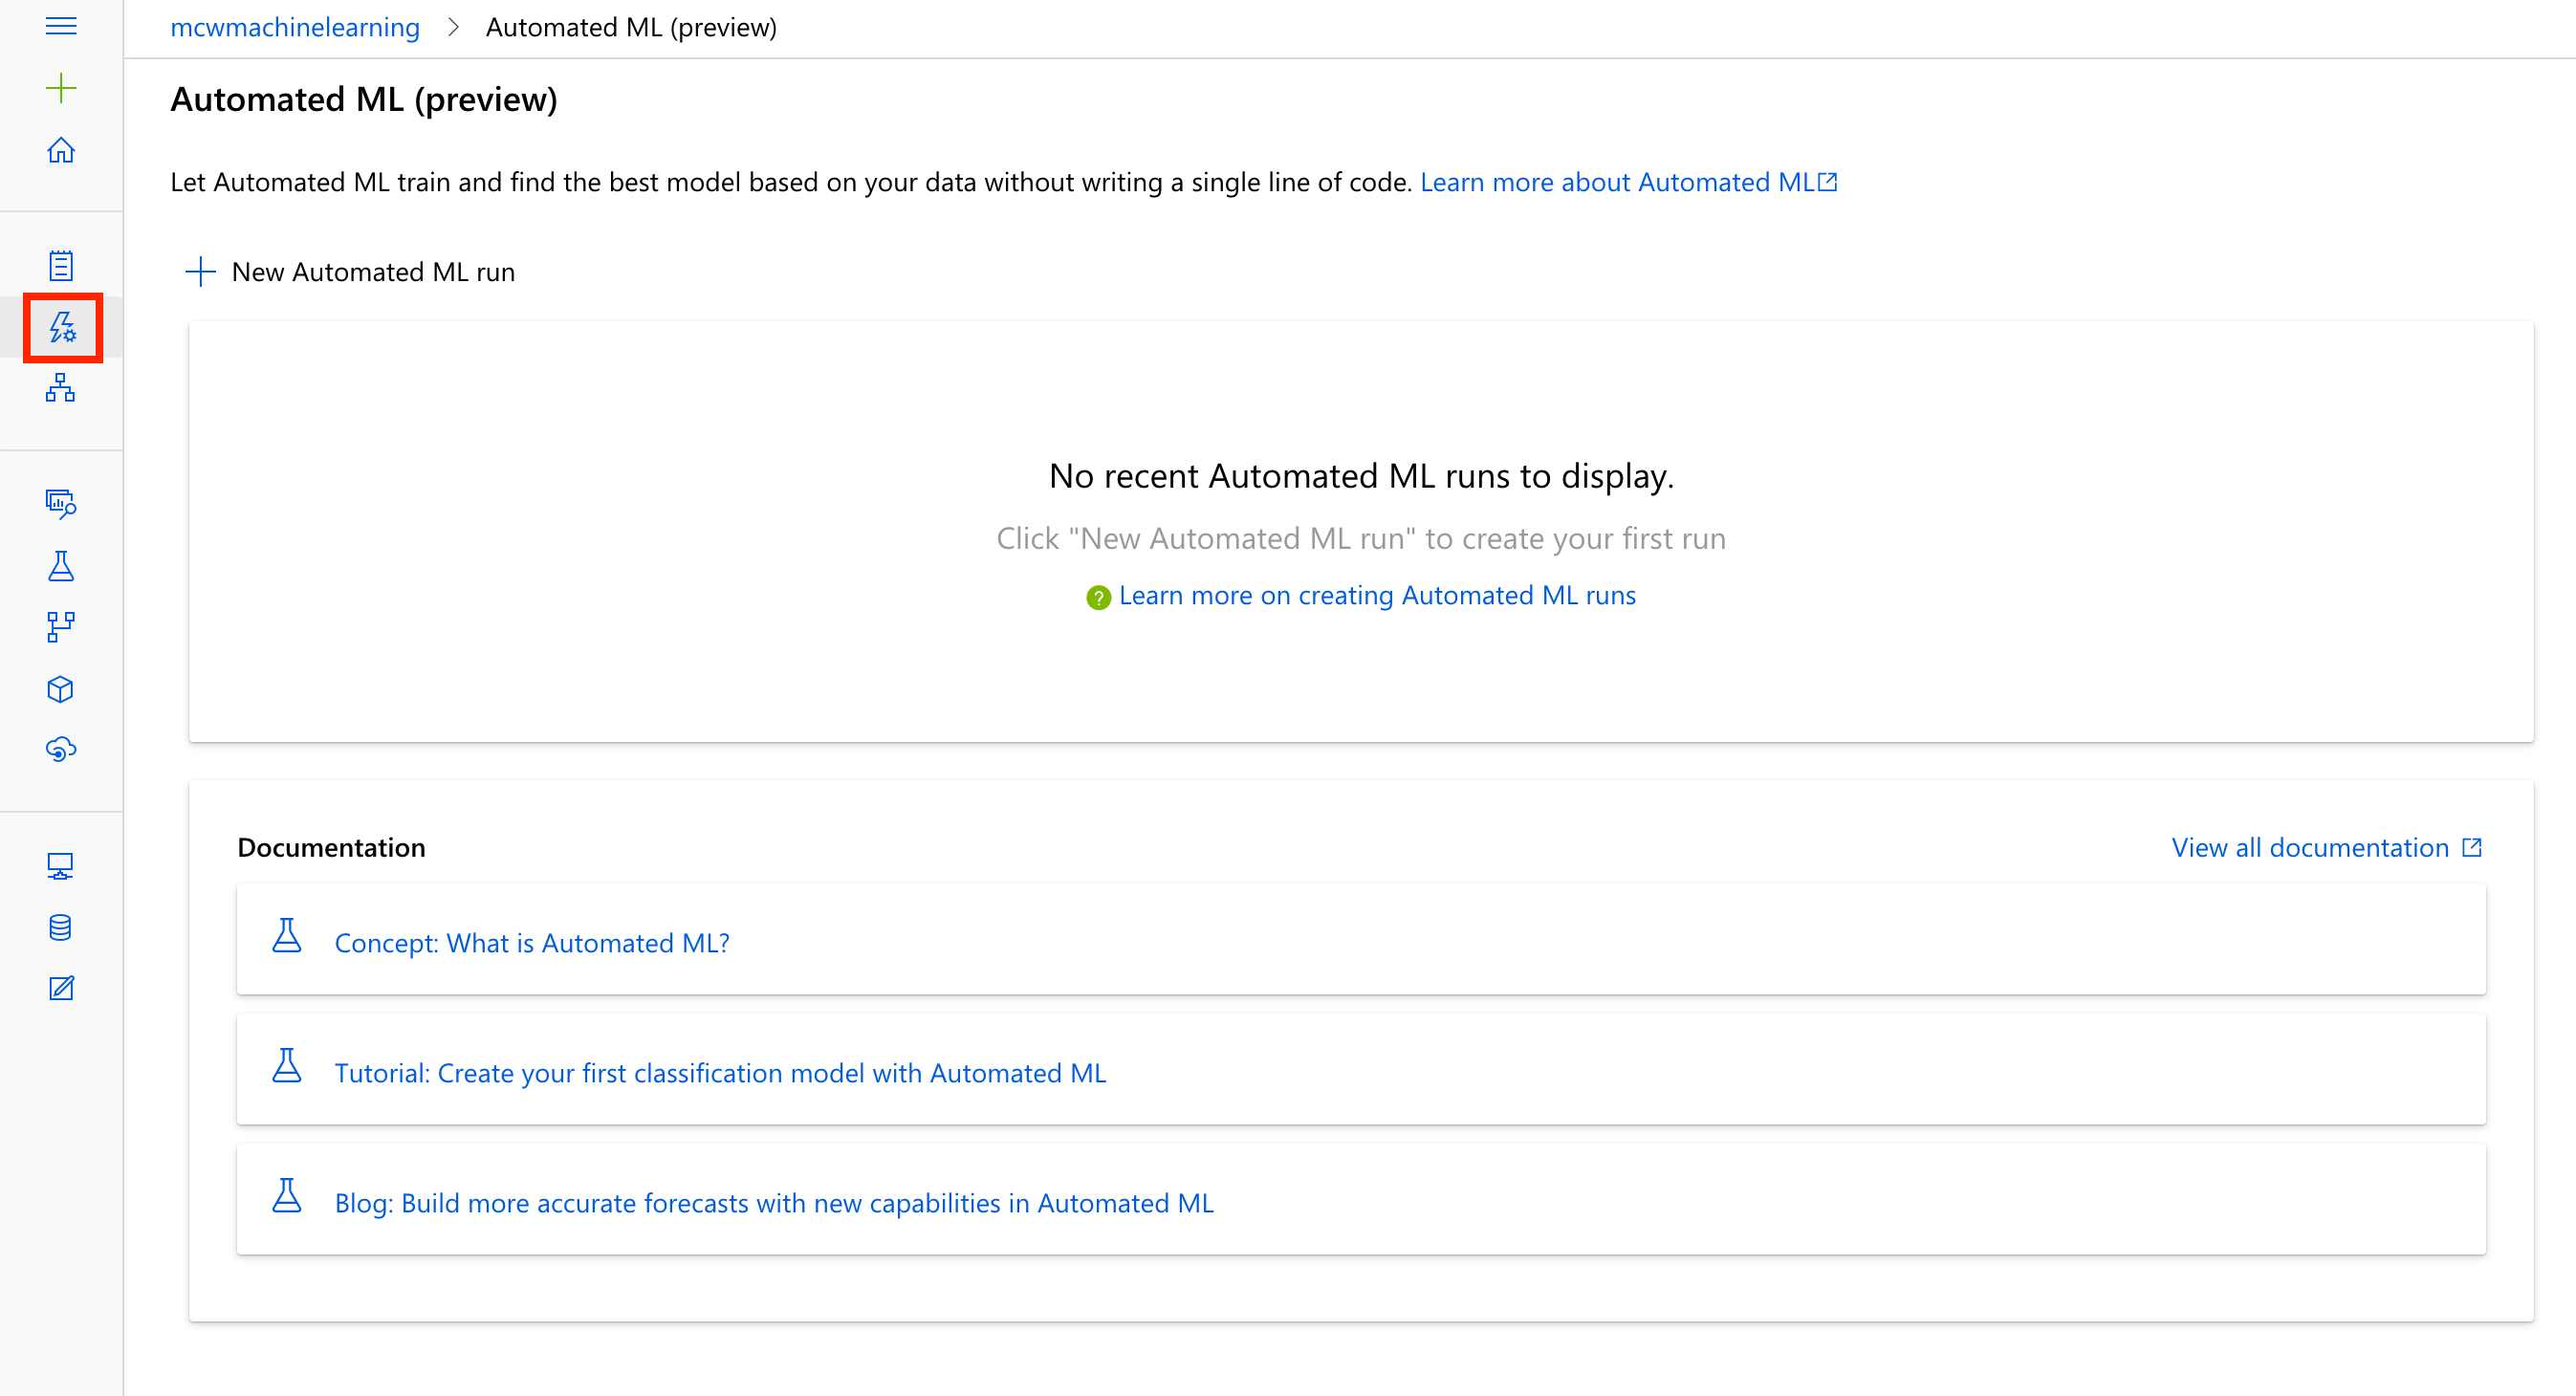 mcwmachinelearning > Automated ML (preview)
Automated ML (preview)
Let Automated ML train and find the best model based on your data without writing a single line of code. Learn more about Automated ML
New Automated ML run
No recent Automated ML runs to display.
Click "New Automated ML run" to create your first run
? Learn more on creating Automated ML runs
Documentation
View all documentation
Concept: What is Automated ML?
Tutorial: Create your first classification model with Automated ML
Blog: Build more accurate forecasts with new capabilities in Automated ML